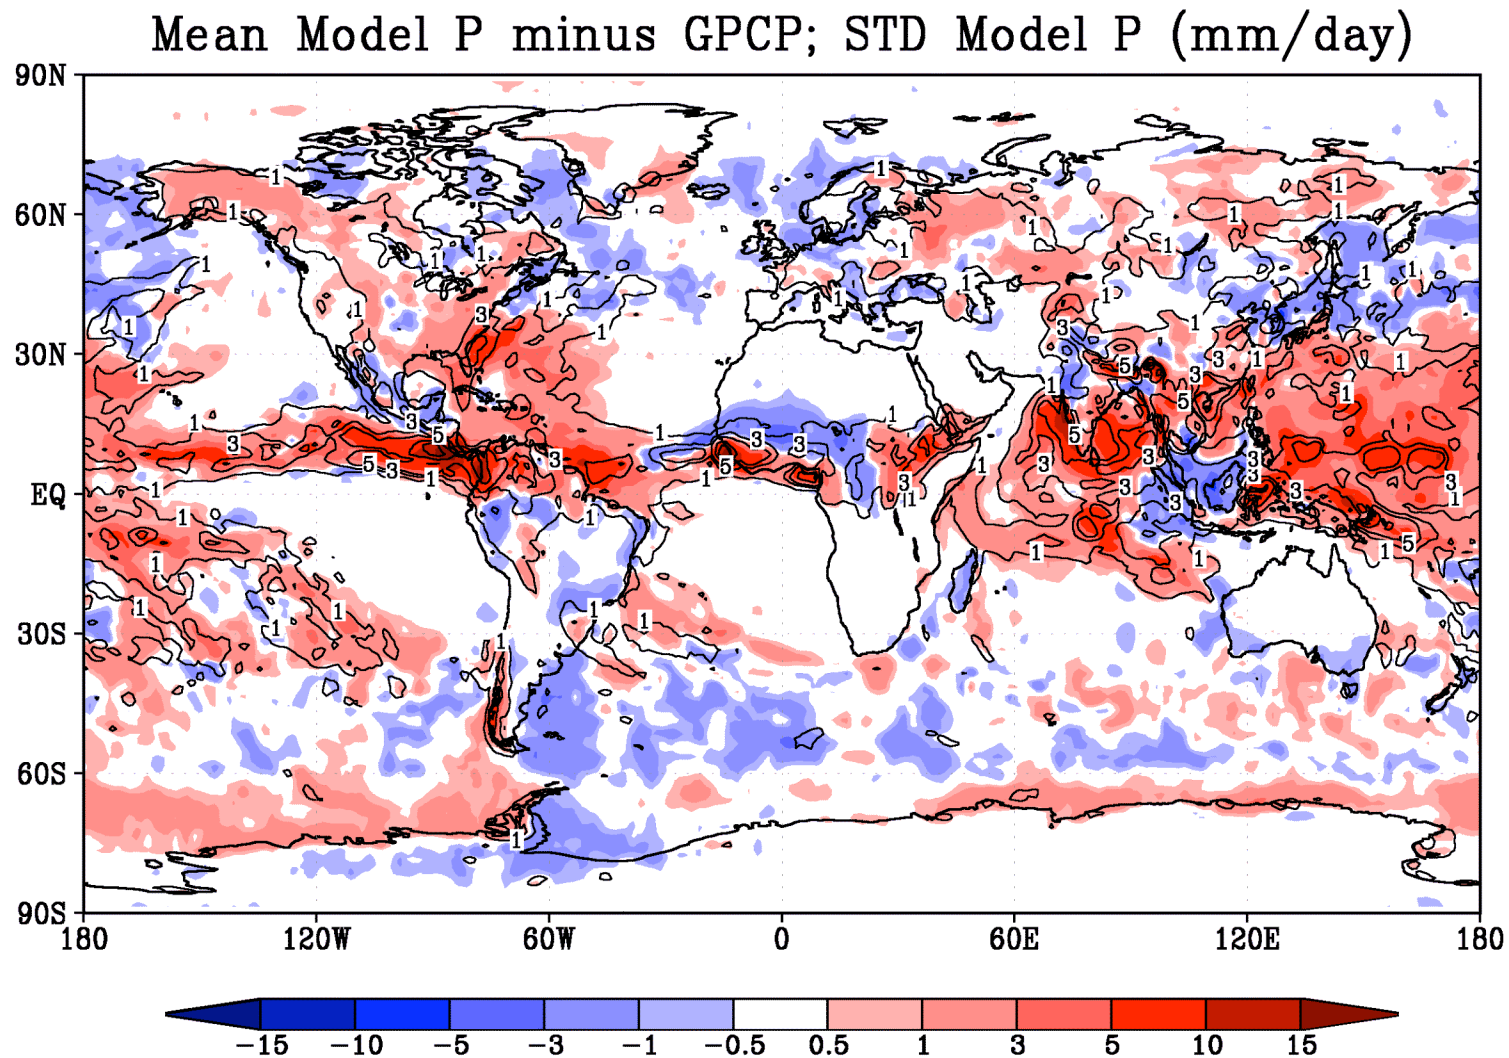 Mean Model P minus GPCP; STD Model P (mm/day)
90N
60N
30N
EQ
30S
60S
90S
180 120W 60W 0 60E 120E 180
−15 −10 −5 −3 −1 −0.5 0.5 1 3 5 10 15